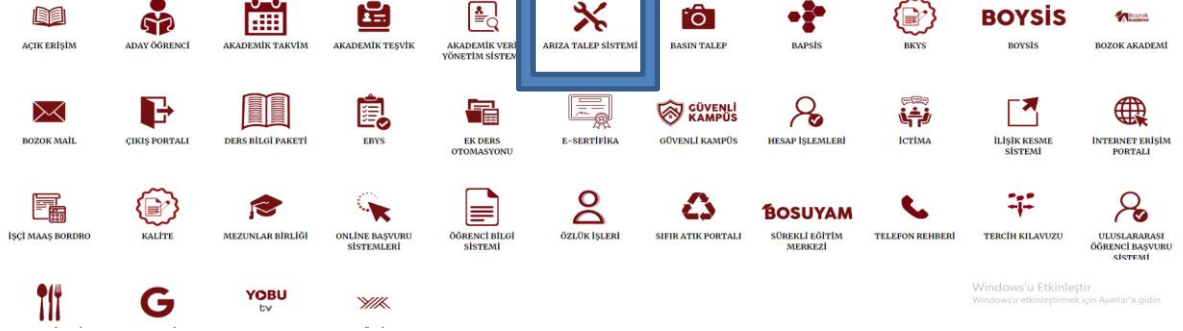 BOYSİS
Bozok
Akademi
AÇIK ERİŞİM
ADAY ÖĞRENCİ
AKADEMİK TAKVİM
AKADEMİK TEŞVİK
AKADEMİK VERİ
YÖNETİM SİSTEM
ARIZA TALEP SİSTEMİ
BASIN TALEP
BAPSİS
BKYS
BOYSİS
BOZOK AKADEMİ
GÜVENLİ
KAMPÜS
BOZOK MAİL
ÇIKIŞ PORTALI
DERS BİLGİ PAKETİ
EBYS
EK DERS
OTOMASYONU
E-SERTİFİKA
GÜVENLİ KAMPÜS
HESAP İŞLEMLERİ
İCTİMA
İLİŞİK KESME
SİSTEMİ
İNTERNET ERİŞİM
PORTALI
BOSUYAM
İŞÇİ MAAŞ BORDRO
KALİTE
MEZUNLAR BİRLİĞİ
ONLİNE BAŞVURU
SİSTEMLERİ
ÖĞRENCİ BİLGİ
SİSTEMİ
ÖZLÜK İŞLERİ
SIFIR ATIK PORTALI
SÜREKLİ EĞİTİM
MERKEZİ
TELEFON REHBERİ
TERCİH KILAVUZU
ULUSLARARASI
ÖĞRENCİ BAŞVURU
SİSTEMİ
G
YOBU
tv
Windows'u Etkinleştir
Windows'u etkinleştirmek için Ayarlar'a gidin.